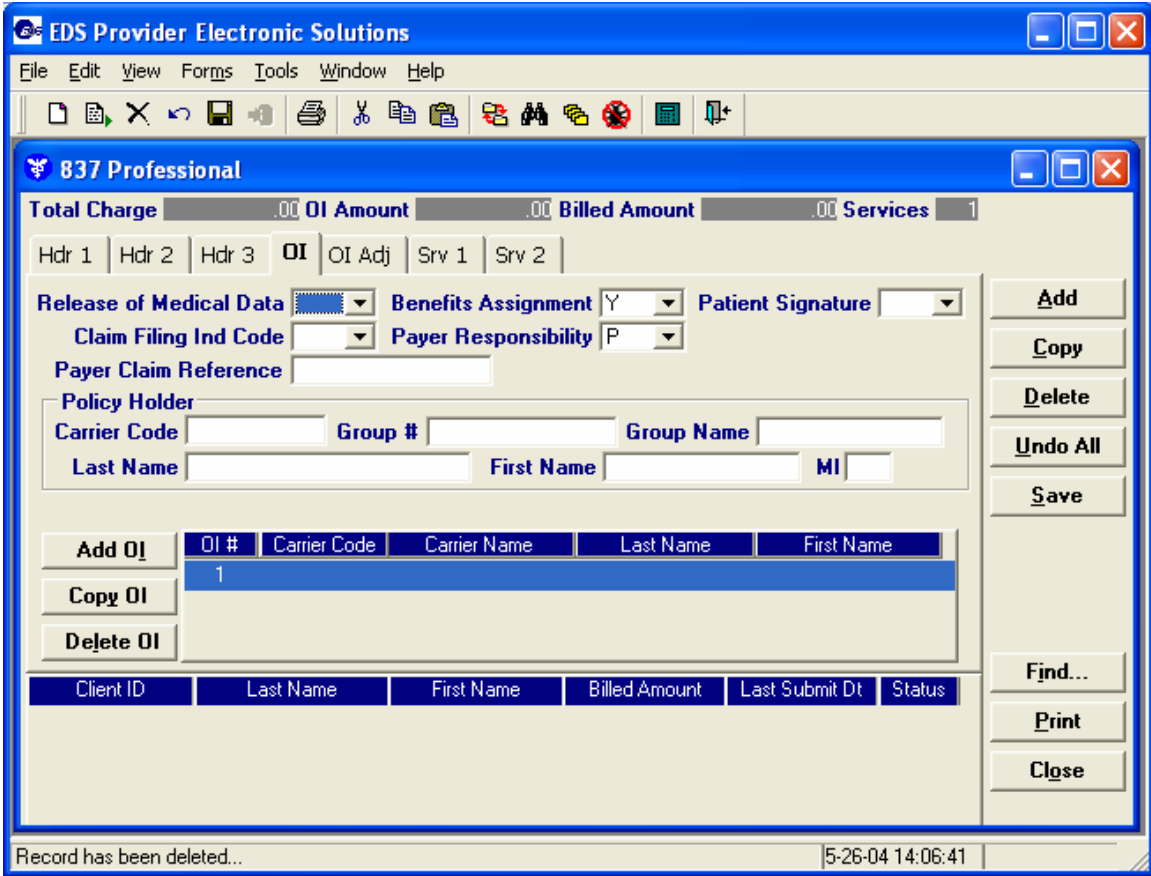 EDS Provider Electronic Solutions
File Edit View Forms Tools Window Help
837 Professional
Total Charge .00 OI Amount .00 Billed Amount .00 Services 1
Hdr 1 Hdr 2 Hdr 3 OI OI Adj Srv 1 Srv 2
Release of Medical Data Benefits Assignment Y Patient Signature
Claim Filing Ind Code Payer Responsibility P
Payer Claim Reference
Policy Holder
Carrier Code Group # Group Name
Last Name First Name MI
Add
Copy
Delete
Undo All
Save
Add OI
Copy OI
Delete OI
OI # Carrier Code Carrier Name Last Name First Name
1
Client ID Last Name First Name Billed Amount Last Submit Dt Status
Find...
Print
Close
Record has been deleted... 5-26-04 14:06:41